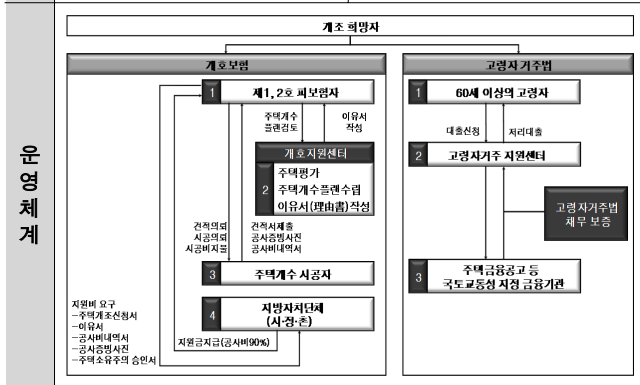 운
영
체
계
개조 희망자
개호보험
1 제1, 2호 피보험자
주택개수
플랜검토
이유서
작성
개호지원센터
2
주택평가
주택개수플랜수립
이유서(理由書)작성
견적의뢰
시공의뢰
시공비지불
견적서제출
공사증빙사진
공사비내역서
3 주택개수 시공자
4 지방자치단체
(시·정·촌)
지원비 요구
-주택개조신청서
-이유서
-공사비내역서
-공사증빙사진
-주택소유주의 승인서
지원금지급(공사비90%)
고령자 거주법
1 60세 이상의 고령자
대출신청
저리대출
2 고령자거주 지원센터
고령자거주법
채무 보증
3 주택금융공고 등
국토교통성 지정 금융기관